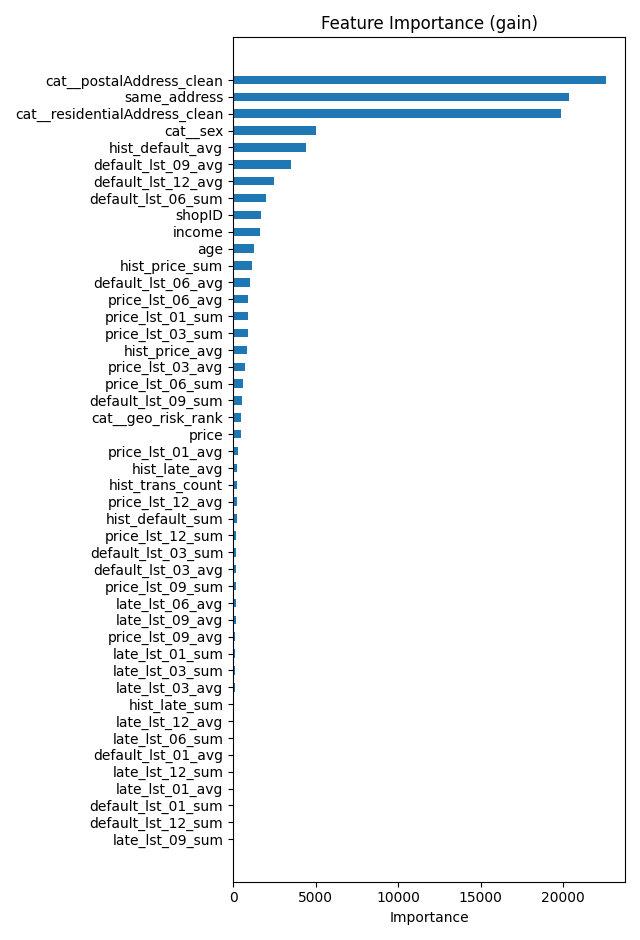 Feature Importance (gain)
cat__postalAddress_clean
same_address
cat__residentialAddress_clean
cat__sex
hist_default_avg
default_lst_09_avg
default_lst_12_avg
default_lst_06_sum
shopID
income
age
hist_price_sum
default_lst_06_avg
price_lst_06_avg
price_lst_01_sum
price_lst_03_sum
hist_price_avg
price_lst_03_avg
price_lst_06_sum
default_lst_09_sum
cat__geo_risk_rank
price
price_lst_01_avg
hist_late_avg
hist_trans_count
price_lst_12_avg
hist_default_sum
price_lst_12_sum
default_lst_03_sum
default_lst_03_avg
price_lst_09_sum
late_lst_06_avg
late_lst_09_avg
price_lst_09_avg
late_lst_01_sum
late_lst_03_sum
late_lst_03_avg
hist_late_sum
late_lst_12_avg
late_lst_06_sum
default_lst_01_avg
late_lst_12_sum
late_lst_01_avg
default_lst_01_sum
default_lst_12_sum
late_lst_09_sum
0 5000 10000 15000 20000
Importance